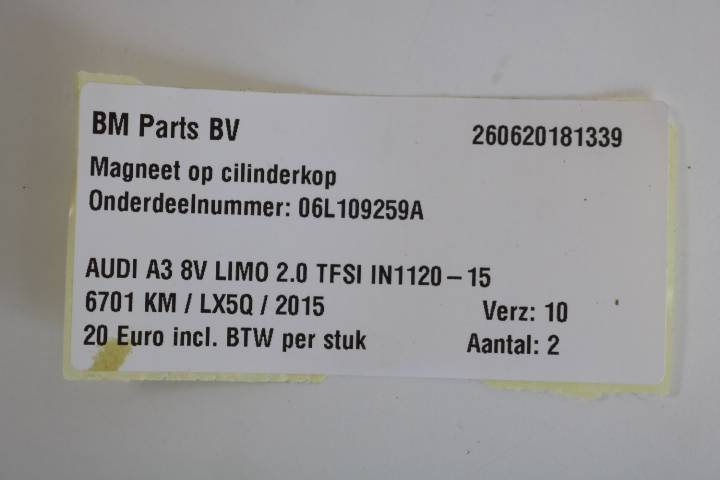 BM Parts BV 260620181339
Magneet op cilinderkop
Onderdeelnummer: 06L109259A
AUDI A3 8V LIMO 2.0 TFSI IN1120-15
6701 KM / LX5Q / 2015 Verz: 10
20 Euro incl. BTW per stuk Aantal: 2